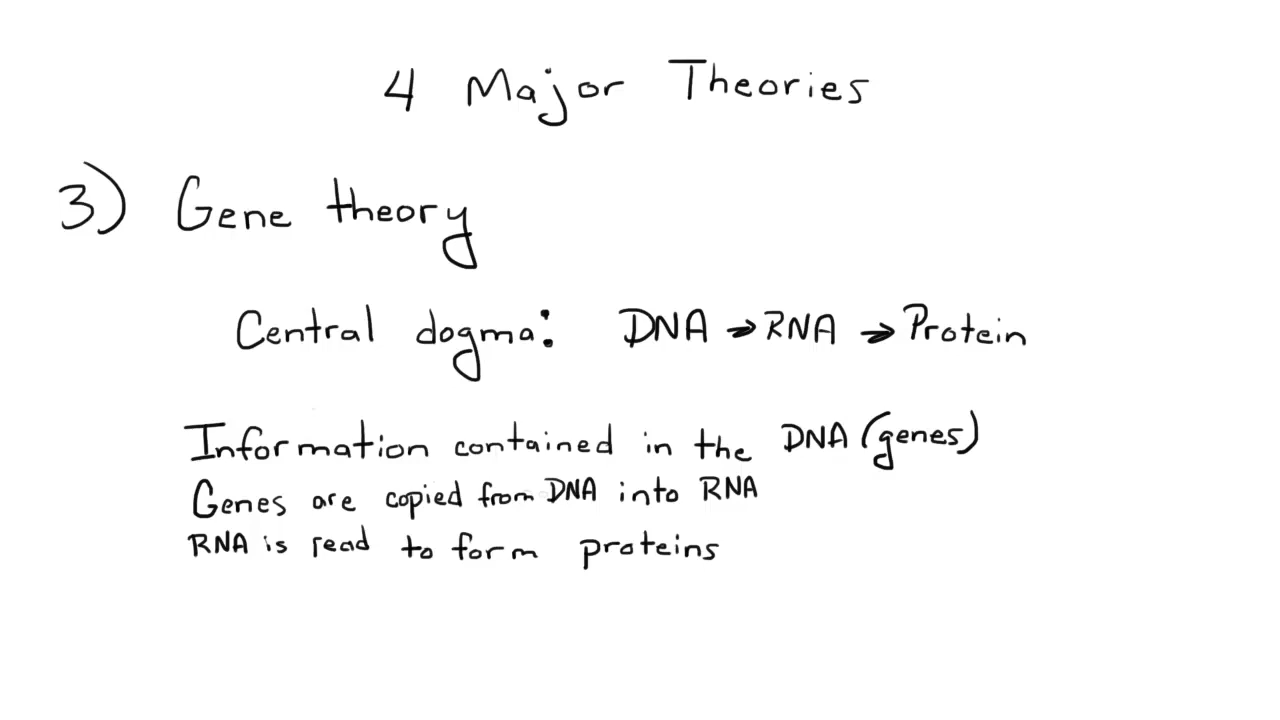 4 Major Theories
3) Gene theory
Central dogma: DNA → RNA → Protein
Information contained in the DNA (genes)
Genes are copied from DNA into RNA
RNA is read to form proteins